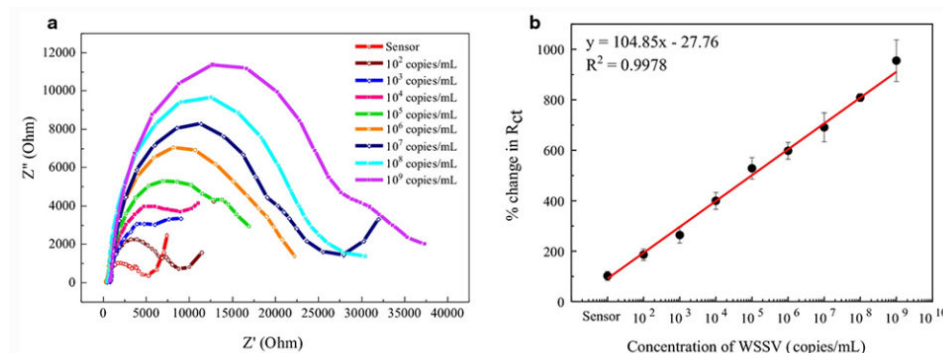 a
12000
10000
8000
6000
4000
2000
0
Z" (Ohm)
Sensor
10² copies/mL
10³ copies/mL
10⁴ copies/mL
10⁵ copies/mL
10⁶ copies/mL
10⁷ copies/mL
10⁸ copies/mL
10⁹ copies/mL
0 5000 10000 15000 20000 25000 30000 35000 40000
Z' (Ohm)
b
y = 104.85x - 27.76
R² = 0.9978
1000
800
600
400
200
0
% change in Rct
Sensor 10² 10³ 10⁴ 10⁵ 10⁶ 10⁷ 10⁸ 10⁹ 10¹⁰
Concentration of WSSV (copies/mL)